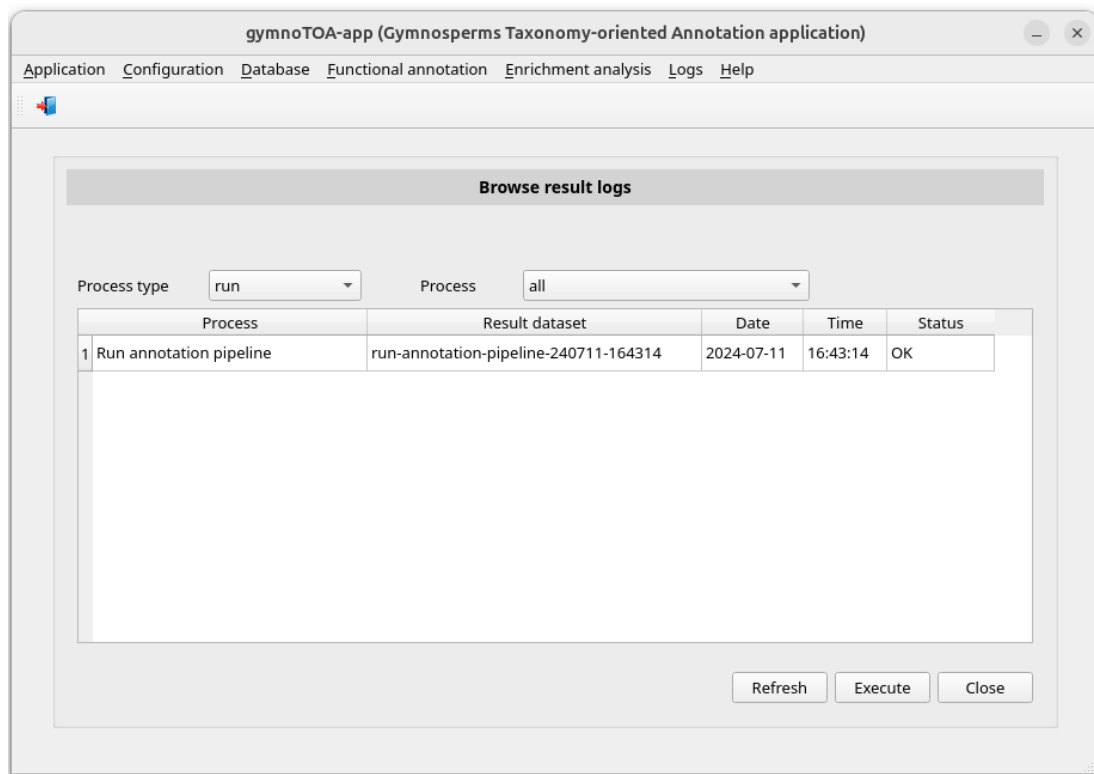 gymnoTOA-app (Gymnosperms Taxonomy-oriented Annotation application)
Application Configuration Database Functional annotation Enrichment analysis Logs Help
Browse result logs
Process type run Process all
Process Result dataset Date Time Status
1 Run annotation pipeline run-annotation-pipeline-240711-164314 2024-07-11 16:43:14 OK
Refresh Execute Close